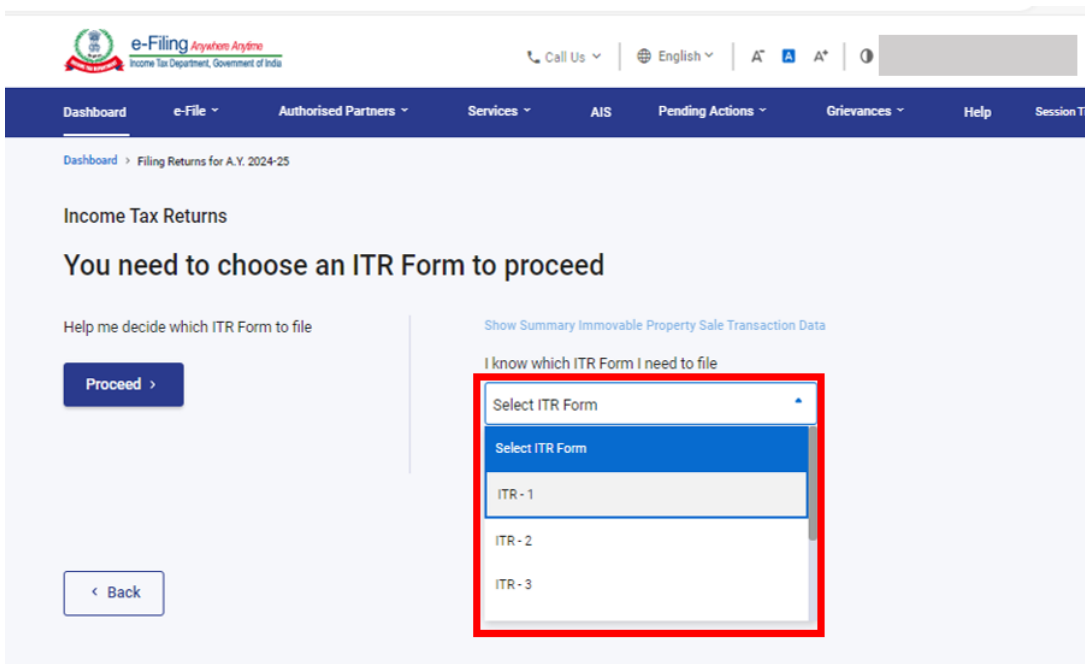 e-Filing Anywhere Anytime
Income Tax Department, Government of India
Call Us
English
A-
A
A+
Dashboard e-File Authorised Partners Services AIS Pending Actions Grievances Help Session
Dashboard > Filing Returns for A.Y. 2024-25
Income Tax Returns
You need to choose an ITR Form to proceed
Help me decide which ITR Form to file
Proceed >
Show Summary Immovable Property Sale Transaction Data
I know which ITR Form I need to file
Select ITR Form
Select ITR Form
ITR - 1
ITR - 2
ITR - 3
< Back